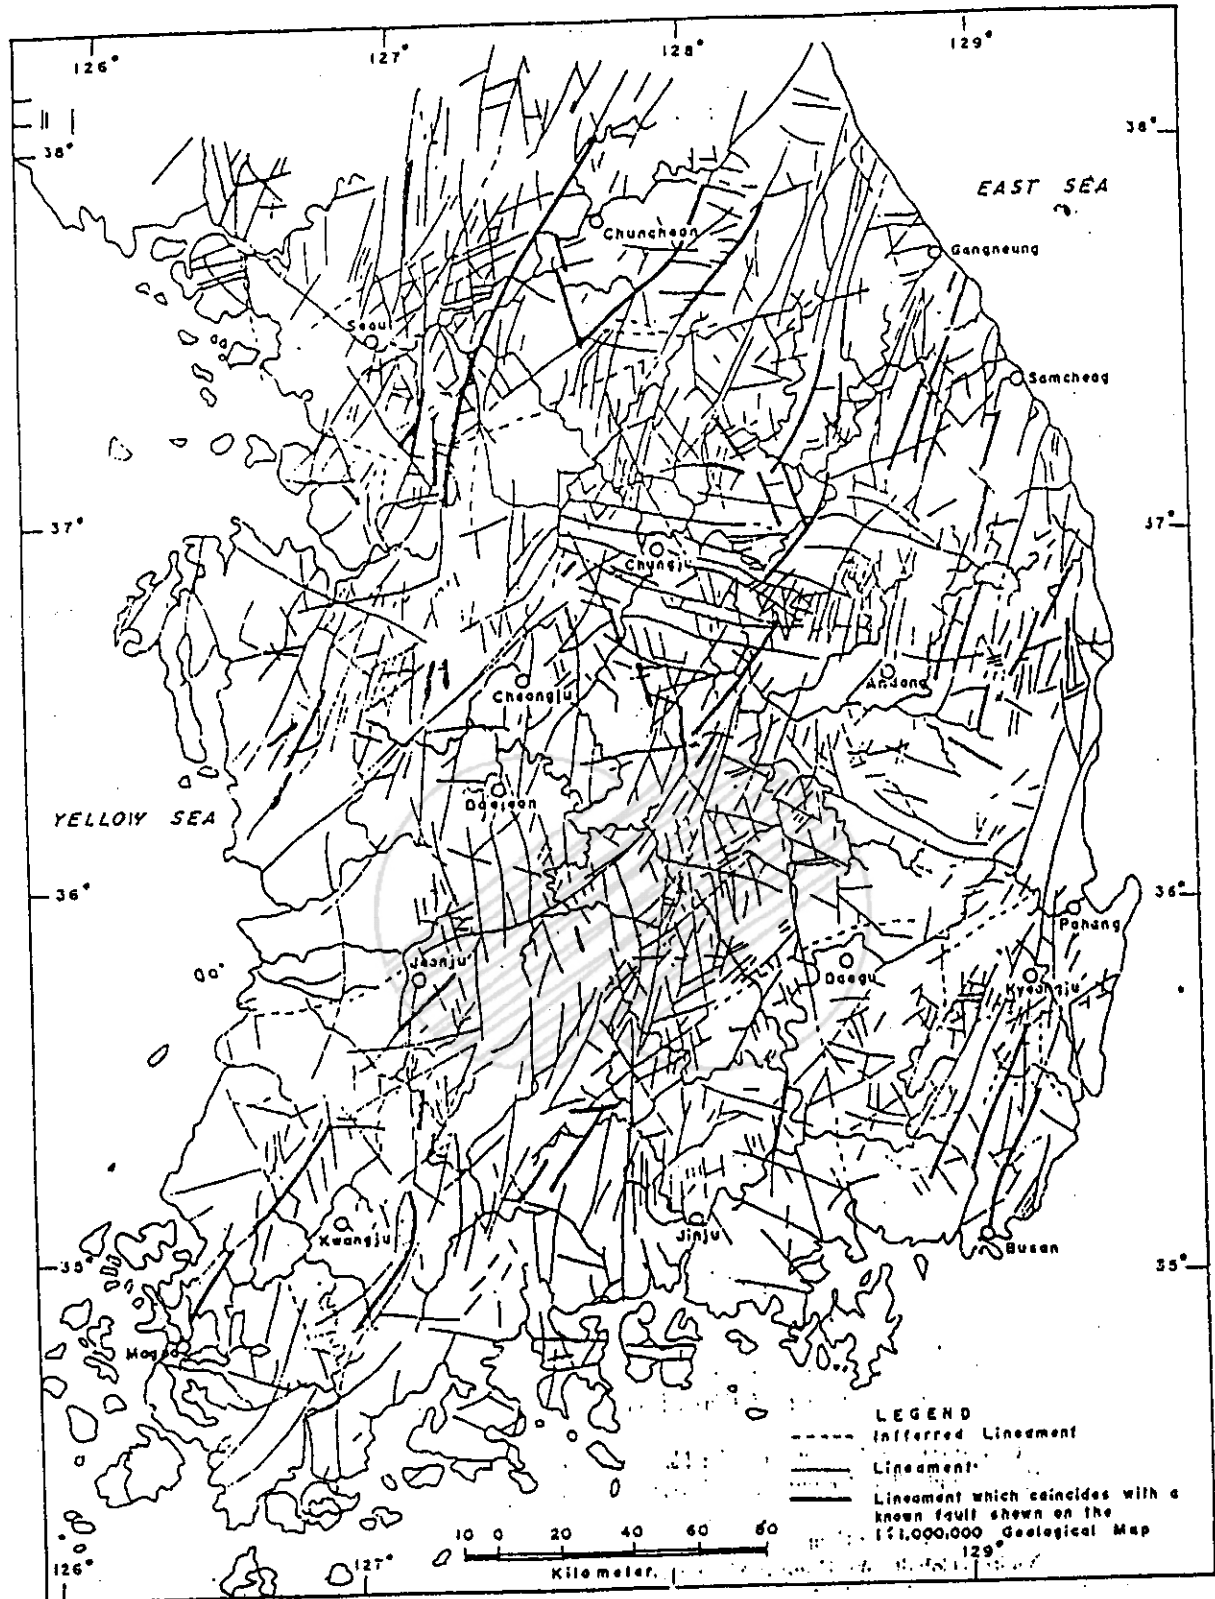 126°
127°
128°
129°
38°
38°
EAST SEA
Chuncheon
Gangneung
Seoul
Samcheog
37°
37°
Chungju
Andong
Cheongju
Daejeon
YELLOW SEA
36°
36°
Pohang
Jeonju
Daegu
Kyeongju
Kwangju
Jinju
Busan
35°
35°
Mogpo
LEGEND
Infferred Lineament
Lineament
Lineament which coincides with a
known fault shown on the
1:1,000,000 Geological Map
10 0 20 40 60 80
Kilometer
126°
127°
129°